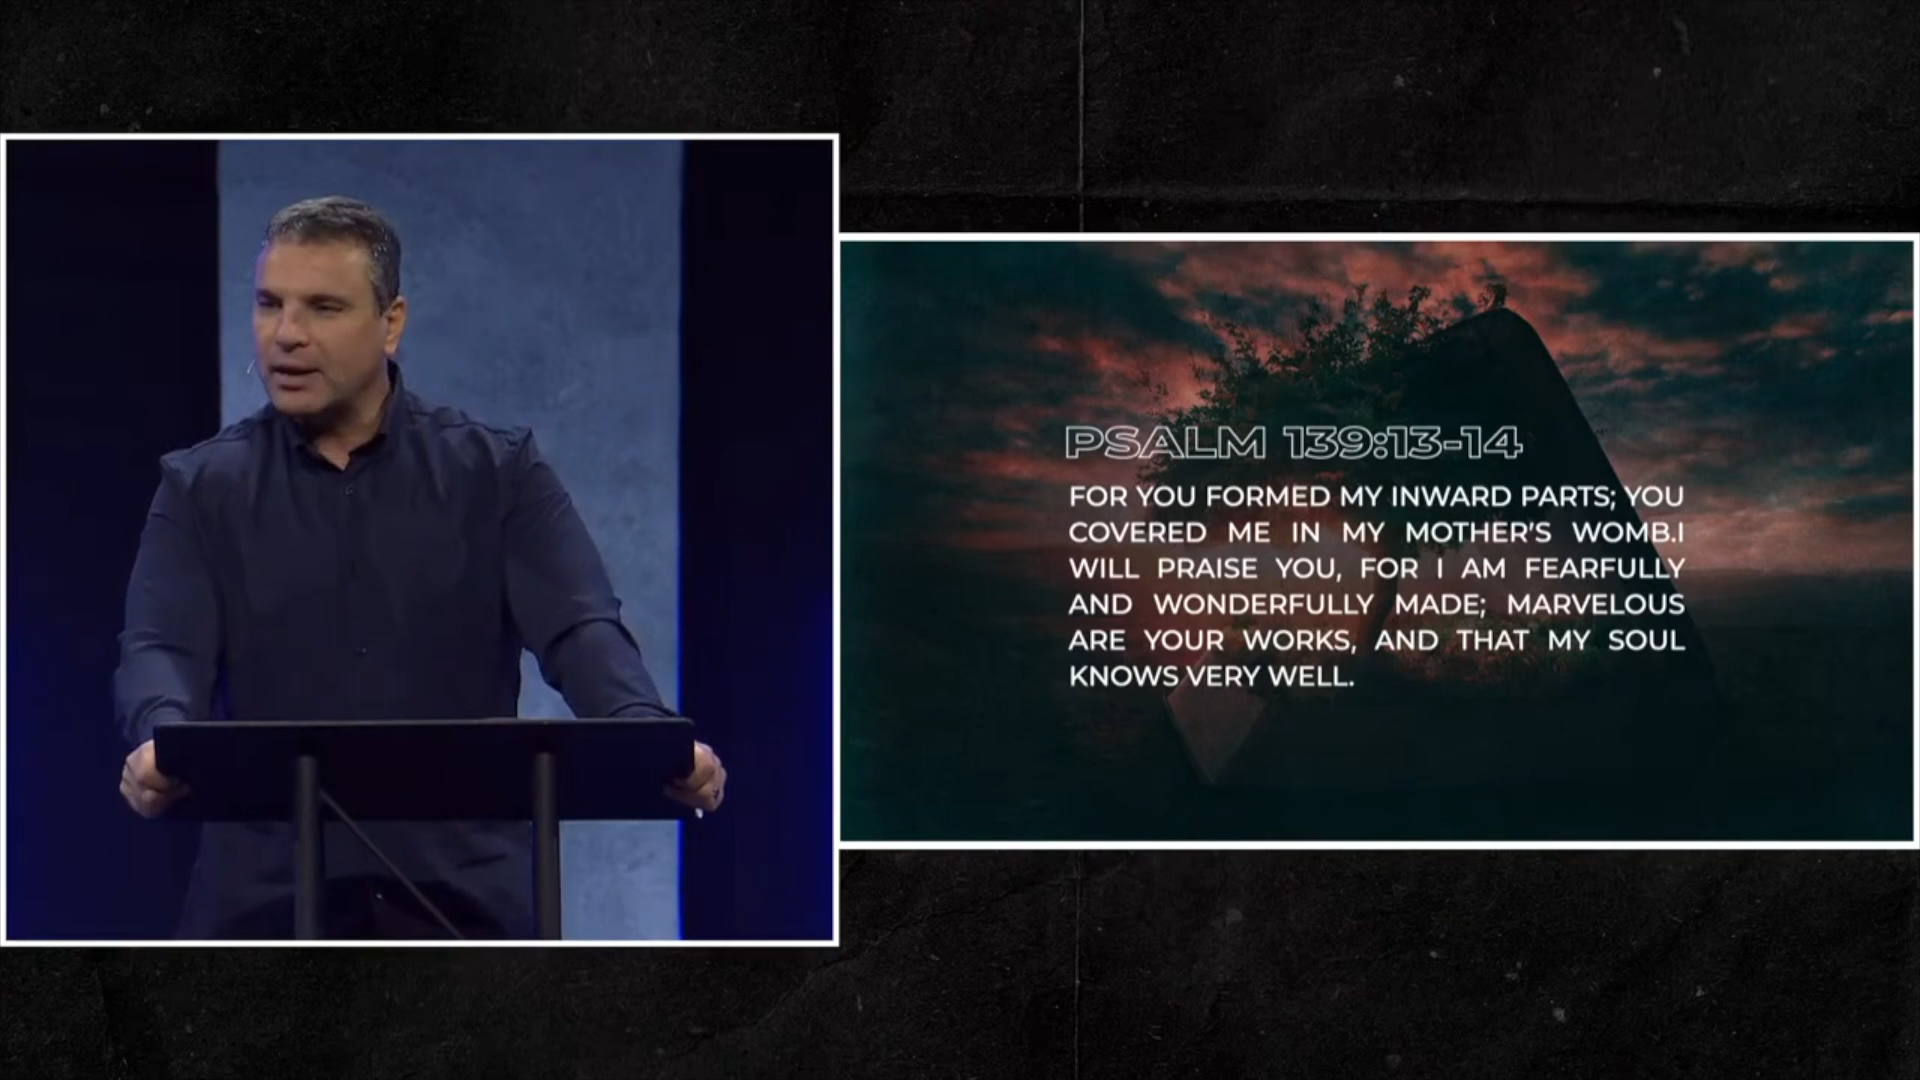 PSALM 139:13-14
FOR YOU FORMED MY INWARD PARTS; YOU
COVERED ME IN MY MOTHER'S WOMB.I
WILL PRAISE YOU, FOR I AM FEARFULLY
AND WONDERFULLY MADE; MARVELOUS
ARE YOUR WORKS, AND THAT MY SOUL
KNOWS VERY WELL.